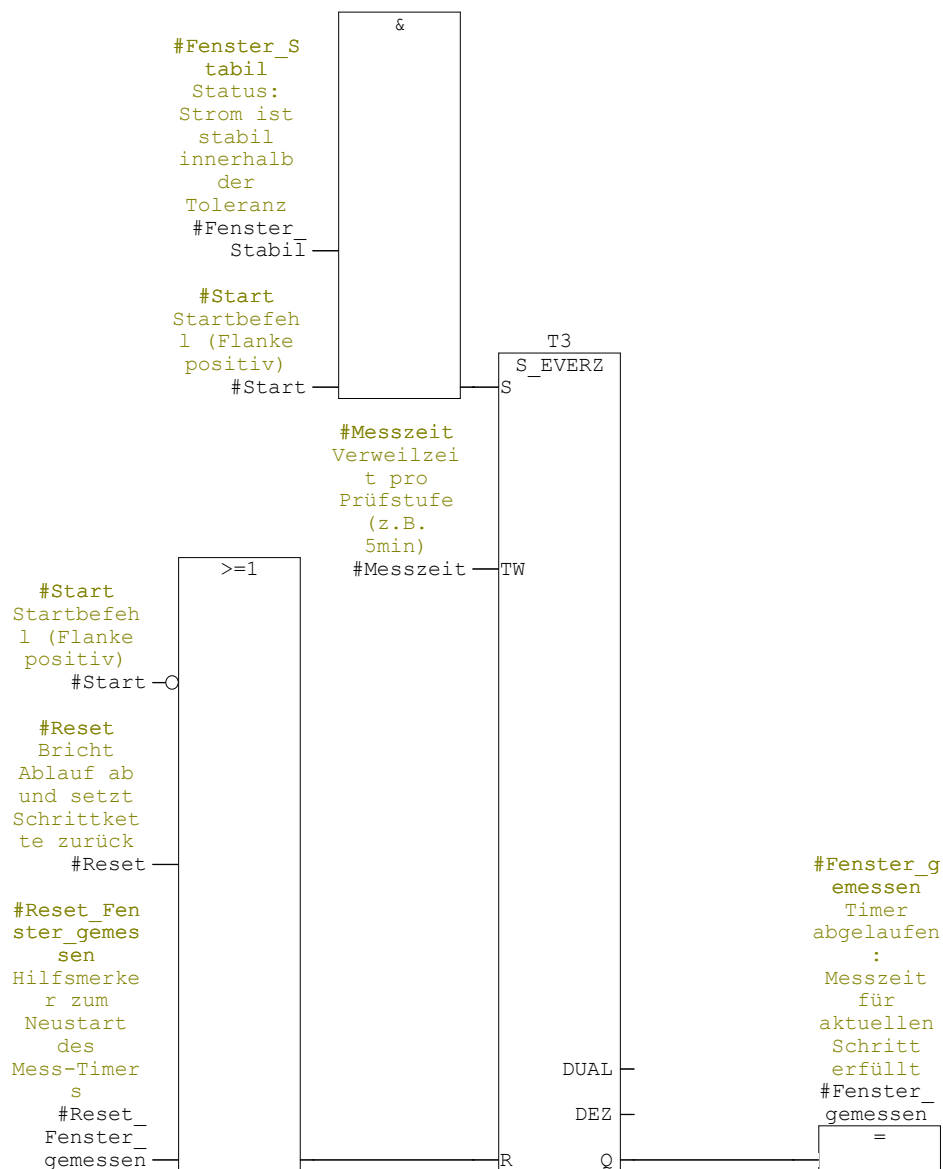 &
#Fenster_S
tabil
Status:
Strom ist
stabil
innerhalb
der
Toleranz
#Fenster_
Stabil
#Start
Startbefeh
l (Flanke
positiv)
#Start
T3
S_EVERZ
S
#Messzeit
Verweilzei
t pro
Prüfstufe
(z.B.
5min)
#Messzeit
TW
>=1
#Start
Startbefeh
l (Flanke
positiv)
#Start
#Reset
Bricht
Ablauf ab
und setzt
Schrittket
te zurück
#Reset
#Reset_Fen
ster_gemes
sen
Hilfsmerke
r zum
Neustart
des
Mess-Timer
s
#Reset_
Fenster_
gemessen
R
DUAL
DEZ
Q
#Fenster_g
emessen
Timer
abgelaufen
:
Messzeit
für
aktuellen
Schritt
erfüllt
#Fenster_
gemessen
=